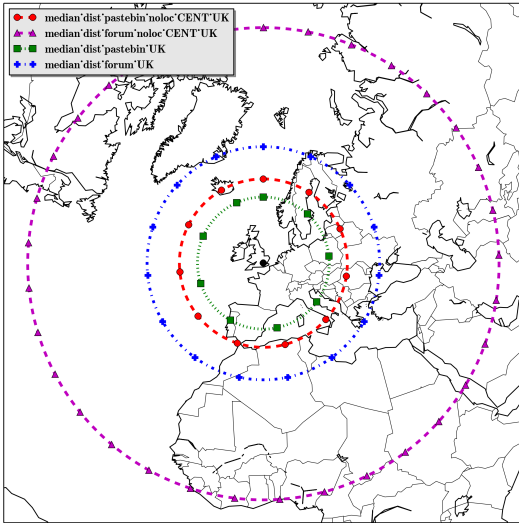 median˙dist˙pastebin˙noloc˙CENT˙UK
median˙dist˙forum˙noloc˙CENT˙UK
median˙dist˙pastebin˙UK
median˙dist˙forum˙UK